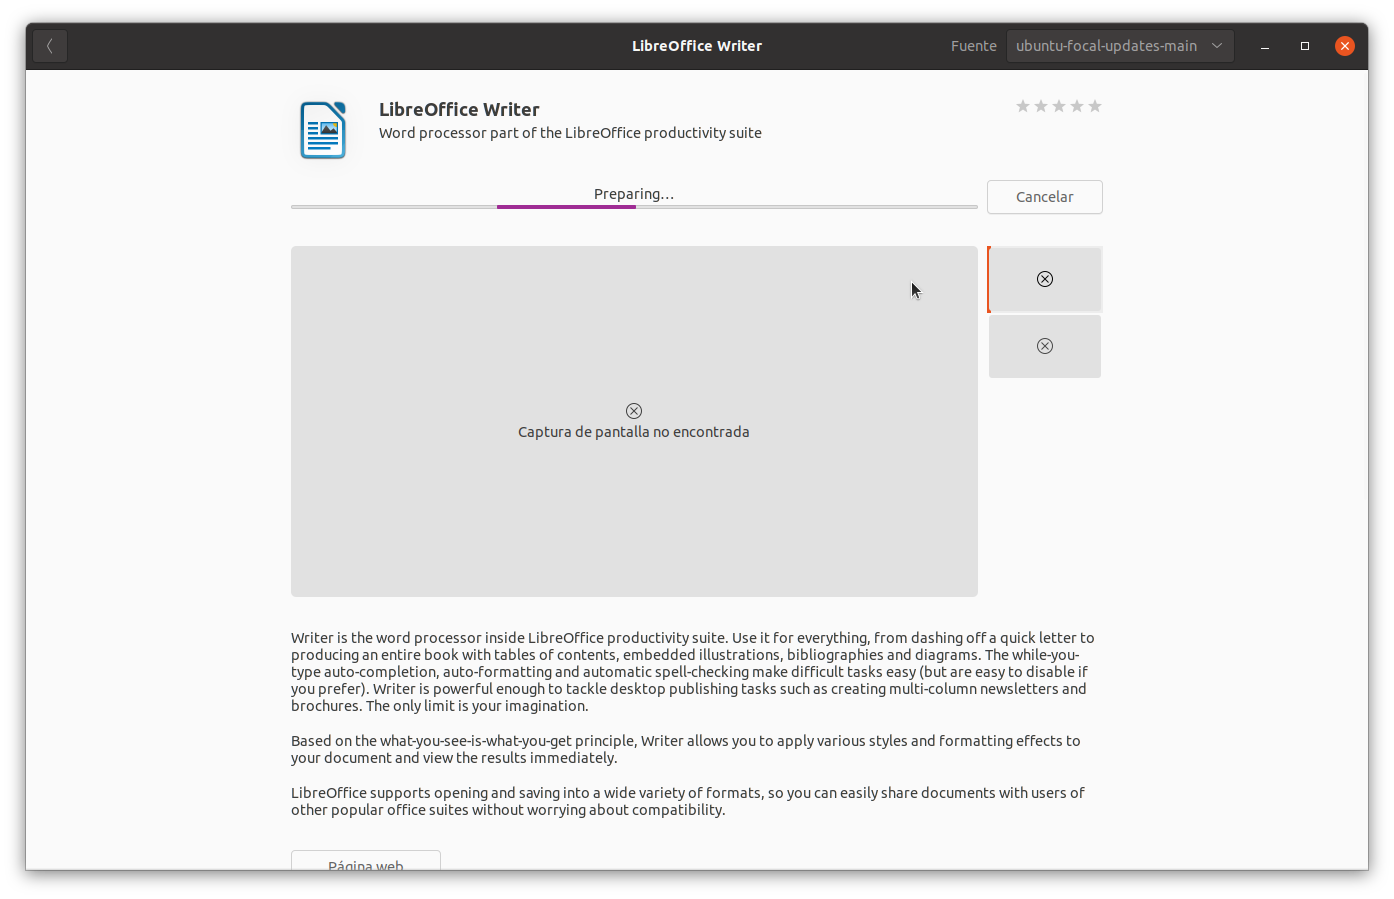 LibreOffice Writer
Fuente
ubuntu-focal-updates-main
LibreOffice Writer
Word processor part of the LibreOffice productivity suite
Preparing…
Cancelar
Captura de pantalla no encontrada
Writer is the word processor inside LibreOffice productivity suite. Use it for everything, from dashing off a quick letter to
producing an entire book with tables of contents, embedded illustrations, bibliographies and diagrams. The while-you-
type auto-completion, auto-formatting and automatic spell-checking make difficult tasks easy (but are easy to disable if
you prefer). Writer is powerful enough to tackle desktop publishing tasks such as creating multi-column newsletters and
brochures. The only limit is your imagination.
Based on the what-you-see-is-what-you-get principle, Writer allows you to apply various styles and formatting effects to
your document and view the results immediately.
LibreOffice supports opening and saving into a wide variety of formats, so you can easily share documents with users of
other popular office suites without worrying about compatibility.
Página web